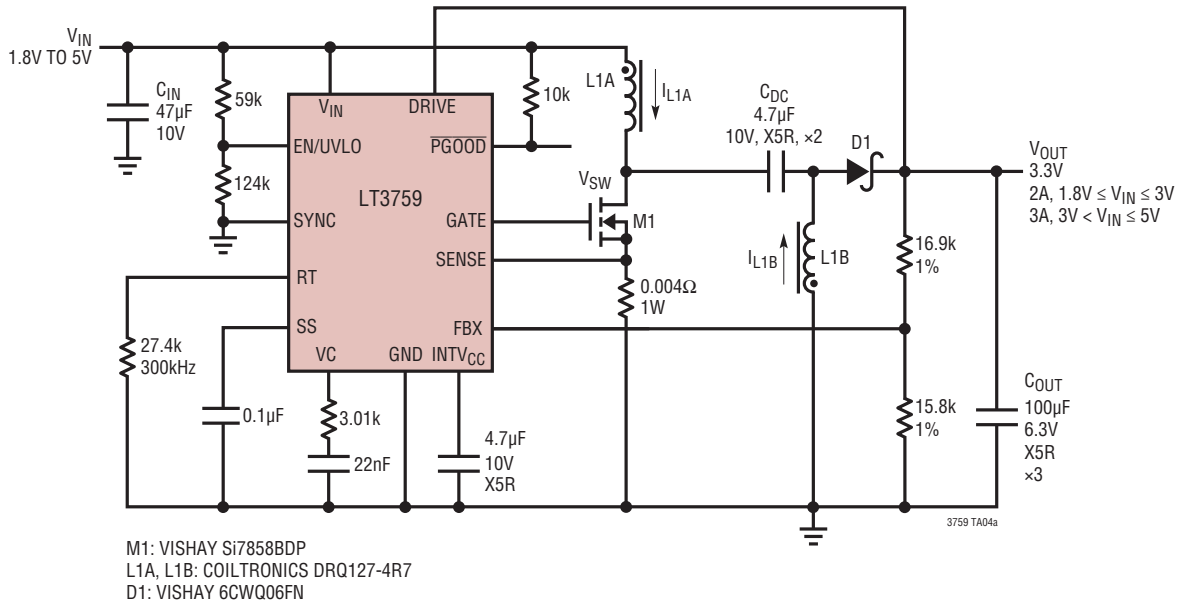 VIN
1.8V TO 5V
CIN
47µF
10V
59k
124k
VIN
DRIVE
EN/UVLO
PGOOD
LT3759
SYNC
GATE
SENSE
RT
SS
FBX
VC
GND
INTVCC
10k
L1A
IL1A
CDC
4.7µF
10V, X5R, ×2
D1
VSW
M1
IL1B
L1B
0.004Ω
1W
VOUT
3.3V
2A, 1.8V ≤ VIN ≤ 3V
3A, 3V < VIN ≤ 5V
16.9k
1%
15.8k
1%
COUT
100µF
6.3V
X5R
×3
27.4k
300kHz
0.1µF
3.01k
22nF
4.7µF
10V
X5R
3759 TA04a
M1: VISHAY Si7858BDP
L1A, L1B: COILTRONICS DRQ127-4R7
D1: VISHAY 6CWQ06FN